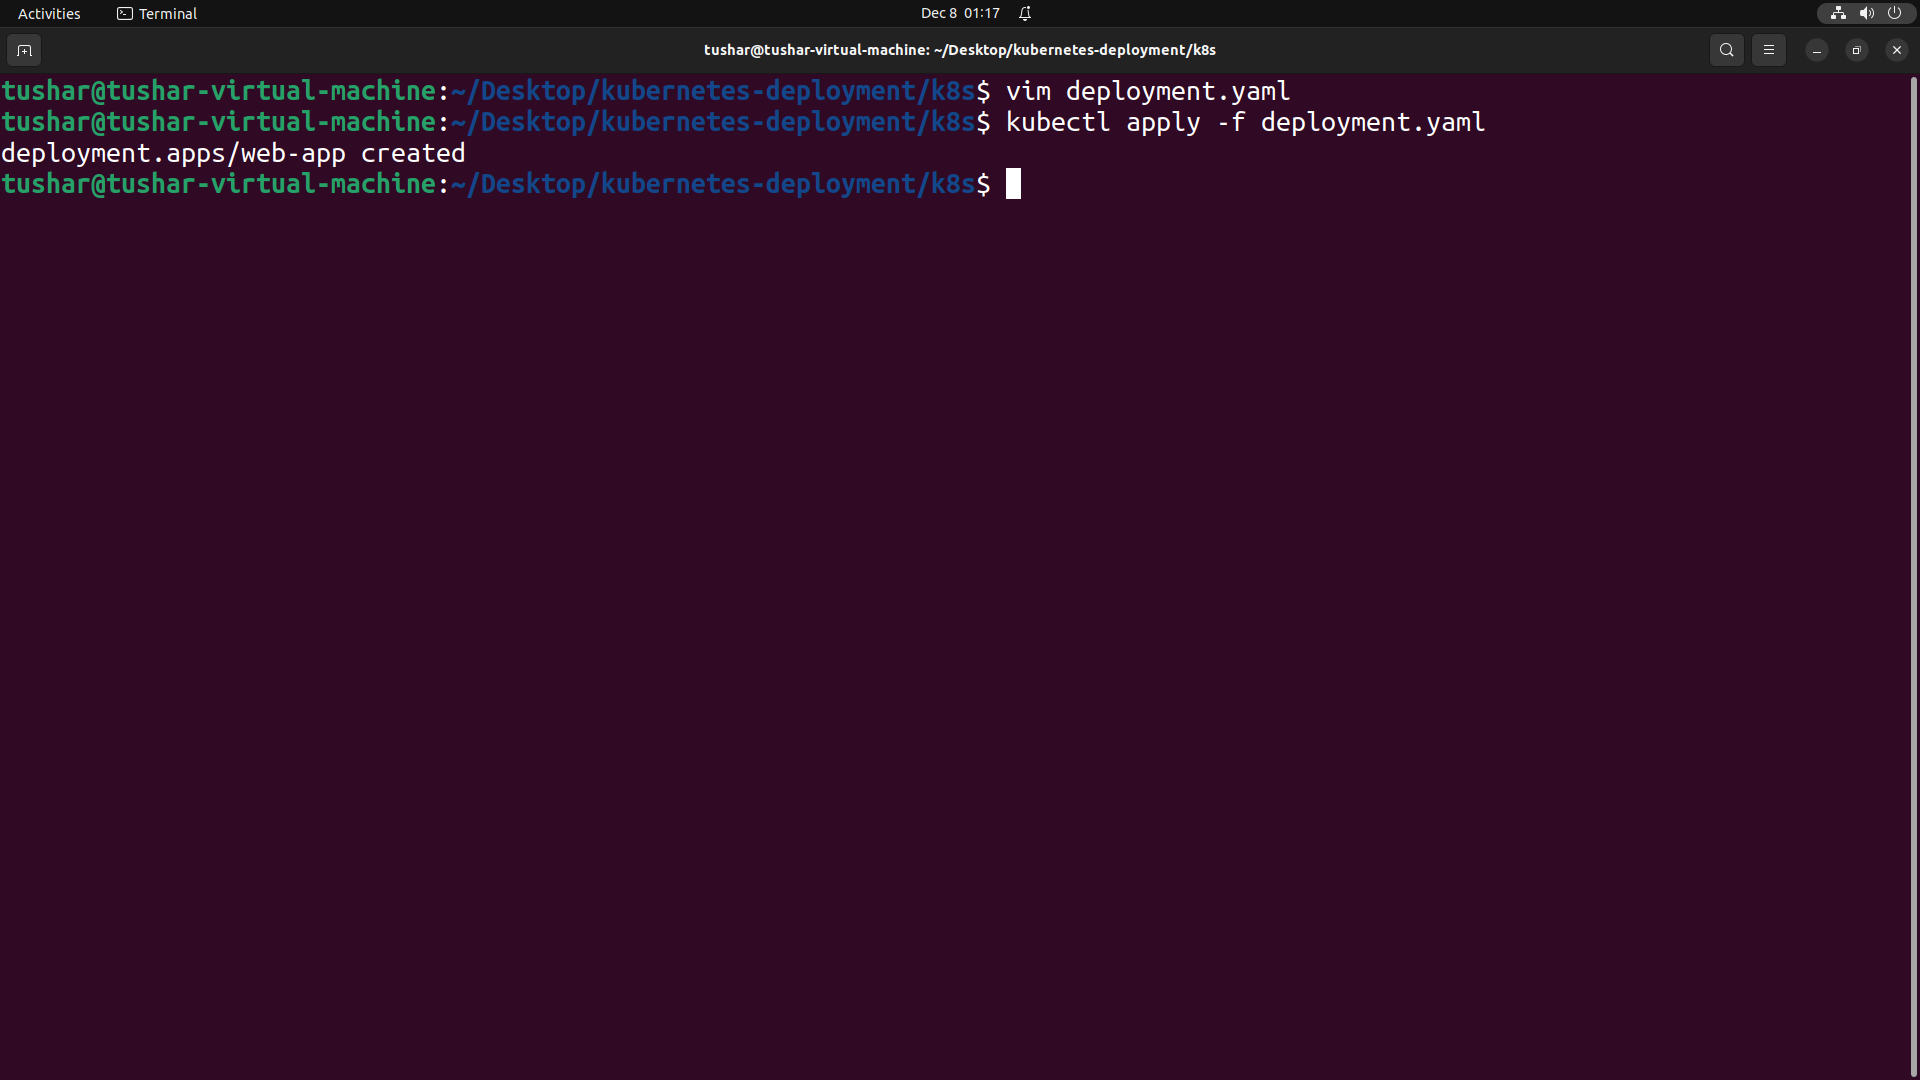 Activities Terminal Dec 8 01:17
tushar@tushar-virtual-machine: ~/Desktop/kubernetes-deployment/k8s
tushar@tushar-virtual-machine:~/Desktop/kubernetes-deployment/k8s$ vim deployment.yaml
tushar@tushar-virtual-machine:~/Desktop/kubernetes-deployment/k8s$ kubectl apply -f deployment.yaml
deployment.apps/web-app created
tushar@tushar-virtual-machine:~/Desktop/kubernetes-deployment/k8s$